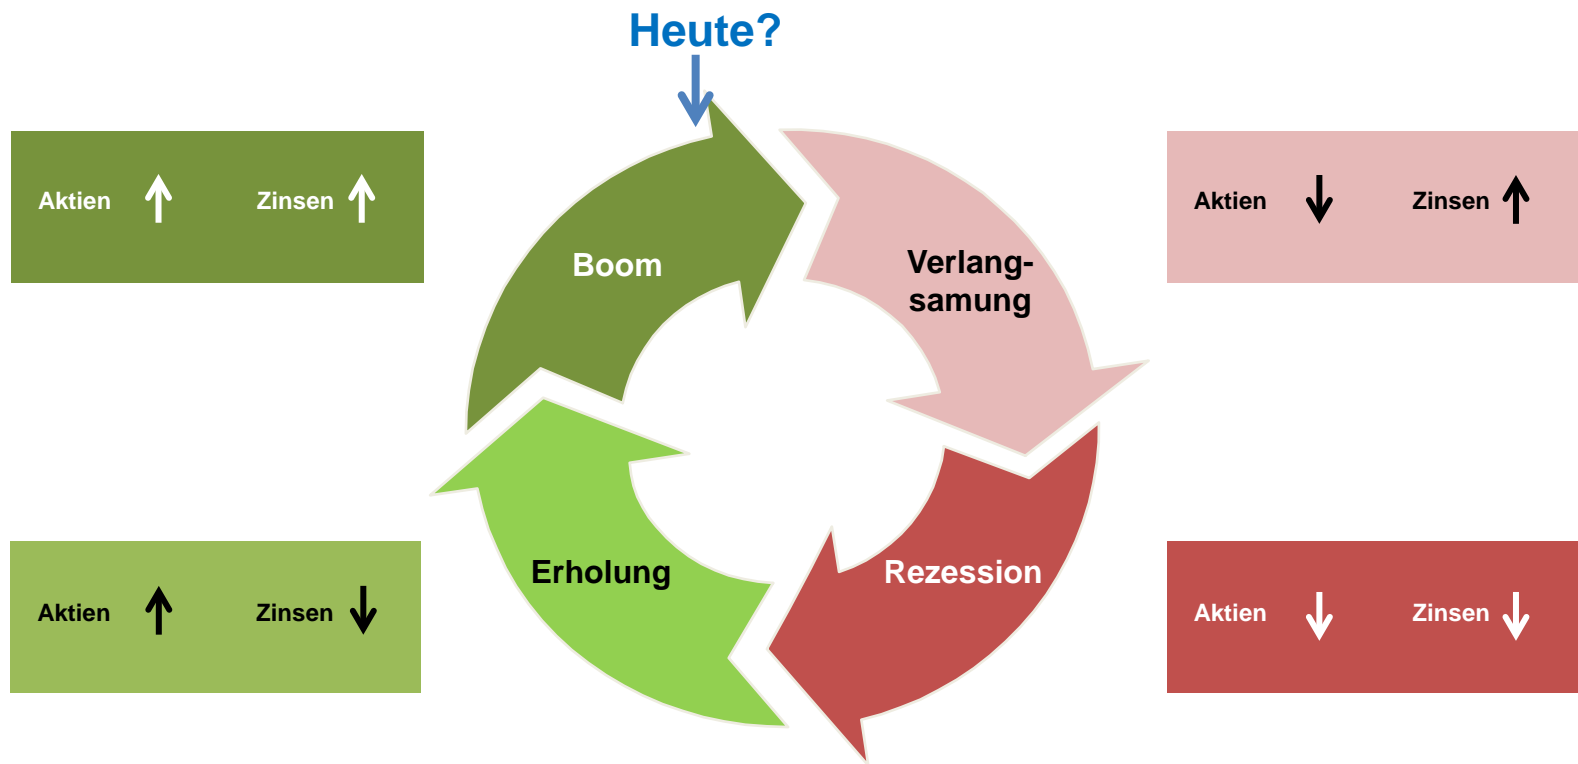 Heute?
Aktien Zinsen
Aktien Zinsen
Boom
Verlang-
samung
Erholung
Rezession
Aktien Zinsen
Aktien Zinsen